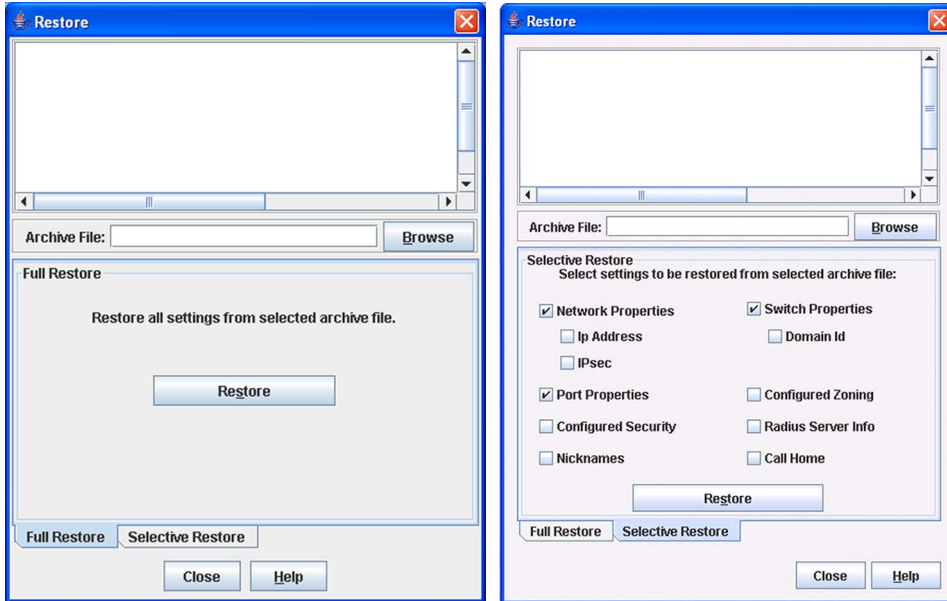 Restore
Archive File:
Browse
Full Restore
Restore all settings from selected archive file.
Restore
Full Restore
Selective Restore
Close
Help
Restore
Archive File:
Browse
Selective Restore
Select settings to be restored from selected archive file:
Network Properties
Switch Properties
Ip Address
Domain Id
IPsec
Port Properties
Configured Zoning
Configured Security
Radius Server Info
Nicknames
Call Home
Restore
Full Restore
Selective Restore
Close
Help